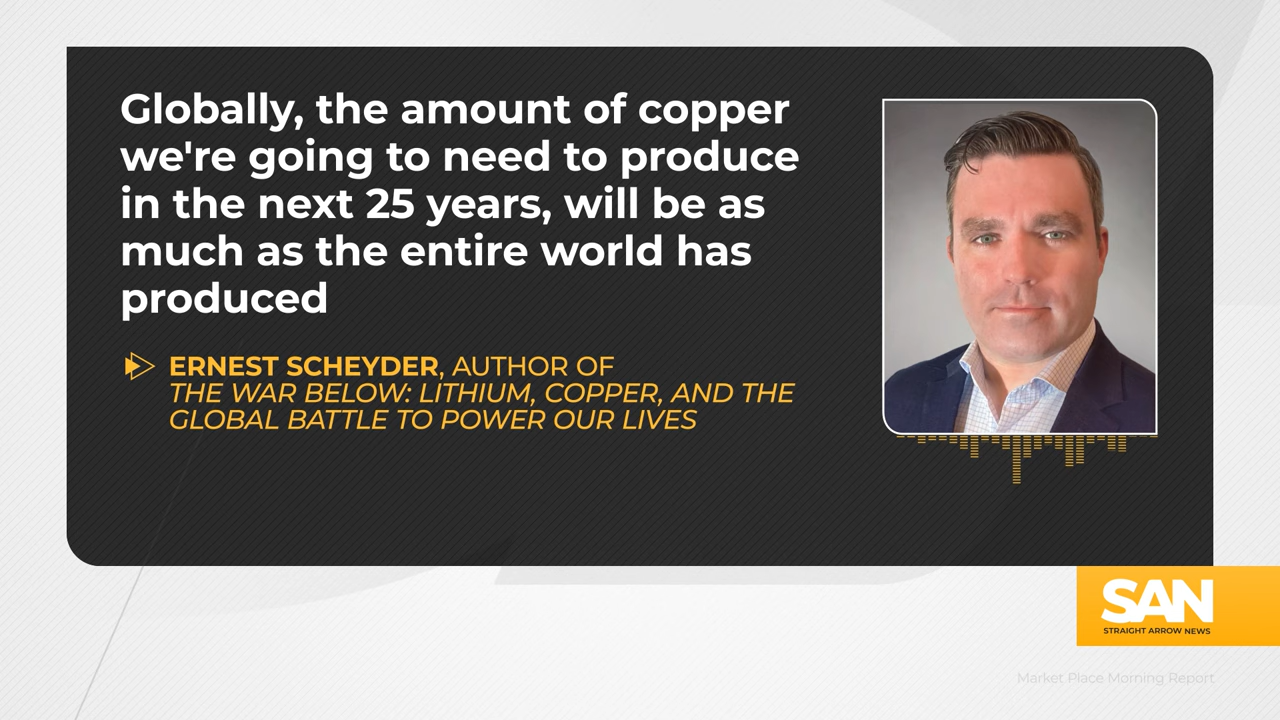 Globally, the amount of copper
we're going to need to produce
in the next 25 years, will be as
much as the entire world has
produced
ERNEST SCHEYDER, AUTHOR OF
THE WAR BELOW: LITHIUM, COPPER, AND THE
GLOBAL BATTLE TO POWER OUR LIVES
SAN
STRAIGHT ARROW NEWS
Market Place Morning Report